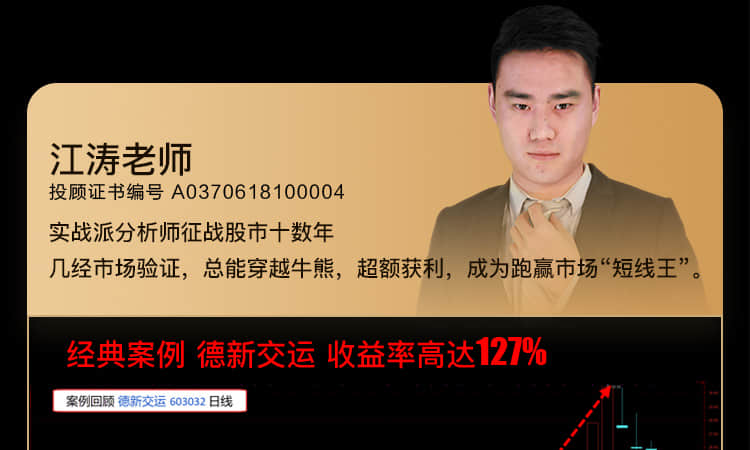 江涛老师
投顾证书编号 A0370618100004
实战派分析师征战股市十数年
几经市场验证，总能穿越牛熊，超额获利，成为跑赢市场“短线王”。
经典案例 德新交运 收益率高达127%
案例回顾 德新交运 603032 日线